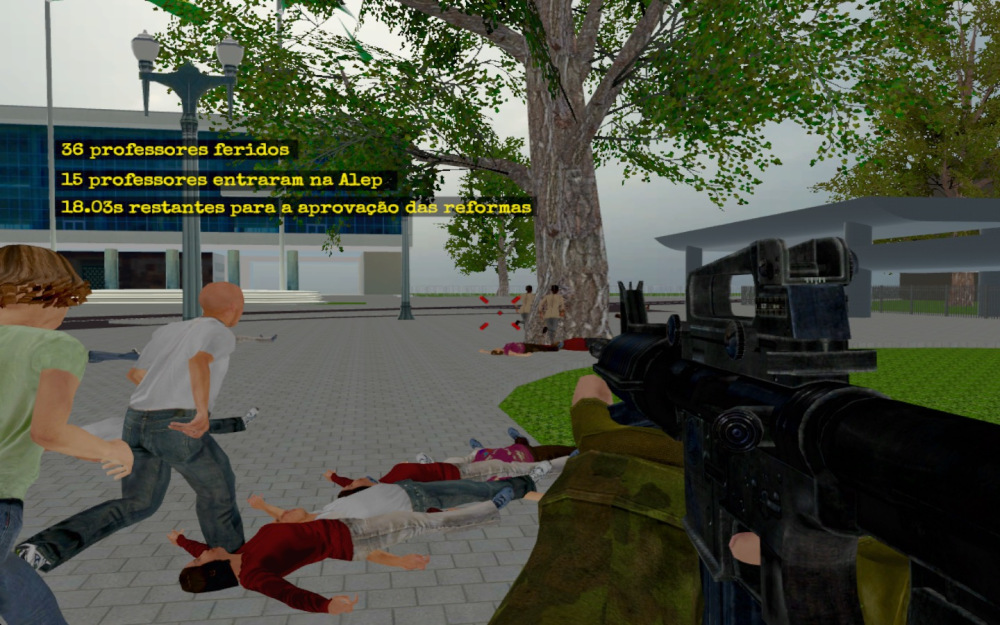 36 professores feridos
15 professores entraram na Alep
18.03s restantes para a aprovação das reformas